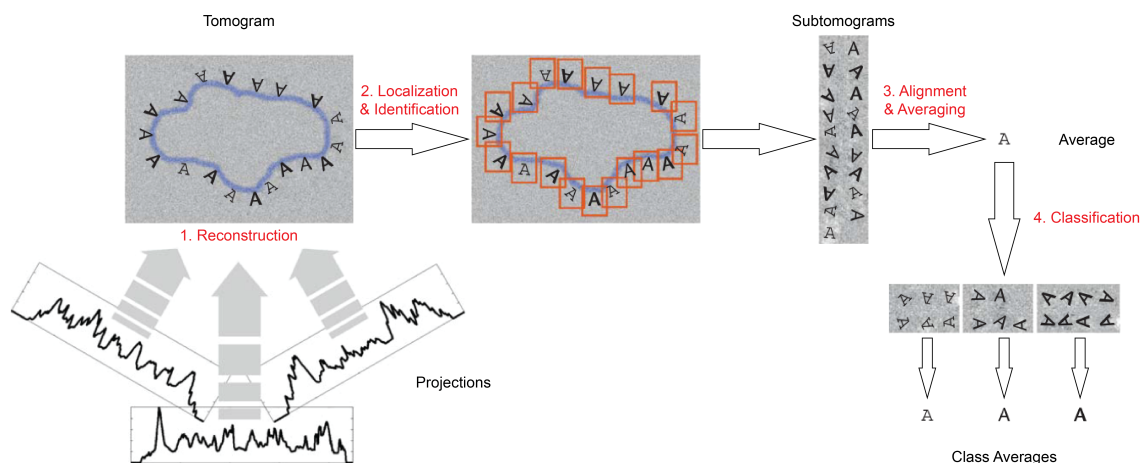 Tomogram
Subtomograms
2. Localization
& Identification
3. Alignment
& Averaging
A
Average
1. Reconstruction
4. Classification
Projections
A A A
Class Averages